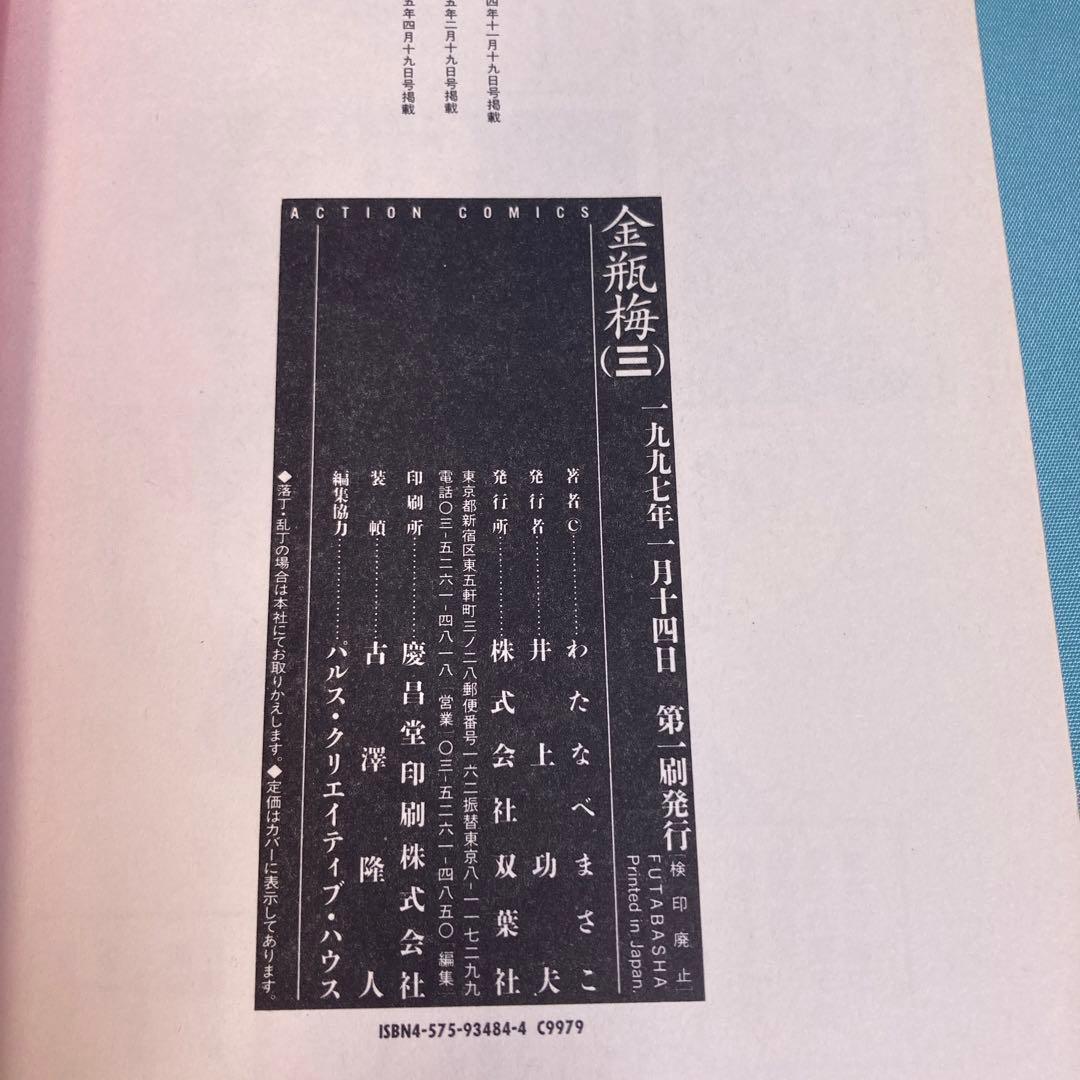 四年十一月十九日号掲載
五年二月十九日号掲載
五年四月十九日号掲載
ACTION COMICS
金瓶梅(三)
一九九七年一月十四日 第一刷発行
検印廃止
FUTABASHA
Printed in Japan.
著者©…………わたなべまさこ
発行者…………井上功夫
発行所…………株式会社双葉社
東京都新宿区東五軒町三ノ二八郵便番号一六二振替東京八-一一七二九九
電話〇三-五二六一-四八一八 営業 〇三-五二六一-四八五〇 編集
印刷所…………慶昌堂印刷株式会社
装幀…………古澤隆人
編集協力…………パルス・クリエイティブ・ハウス
◆落丁・乱丁の場合は本社にてお取りかえします。◆定価はカバーに表示してあります。
ISBN4-575-93484-4 C9979